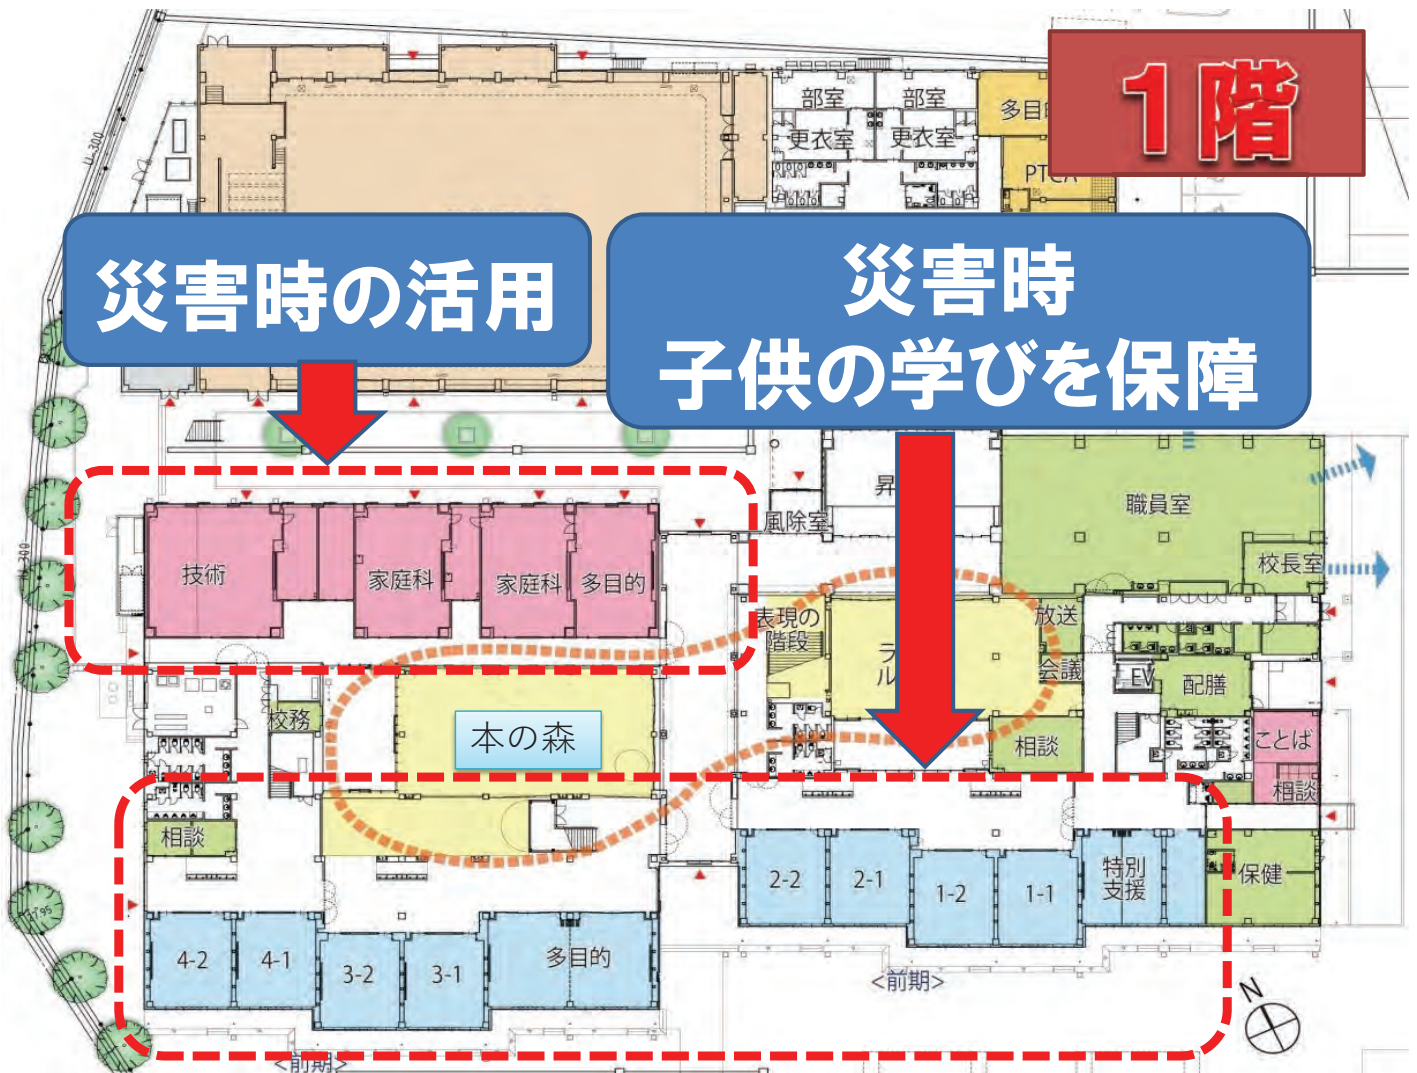 1階
部室
部室
多目
更衣室
更衣室
PTCA
災害時の活用
災害時
子供の学びを保障
昇
風除室
職員室
校長室
技術
家庭科
家庭科
多目的
表現の
階段
ラ
ル
放送
会議
EV
配膳
校務
本の森
相談
ことば
相談
相談
2-2
2-1
1-2
1-1
特別
支援
保健
4-2
4-1
3-2
3-1
多目的
<前期>
<前期>
N